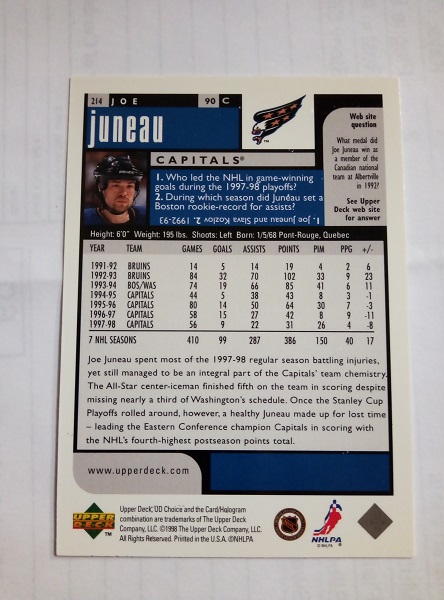 214 JOE 90 C
juneau
CAPITALS®
1. Who led the NHL in game-winning
goals during the 1997-98 playoffs?
2. During which season did Juneau set a
Boston rookie-record for assists?
1. Joe Juneau and Slava Kozlov 2. 1992-93
Web site
question
What medal did
Joe Juneau win as
a member of the
Canadian national
team at Albertville
in 1992?
See Upper
Deck web site
for answer
Height: 6'0" Weight: 195 lbs. Shoots: Left Born: 1/5/68 Pont-Rouge, Quebec
YEAR TEAM GAMES GOALS ASSISTS POINTS PIM PPG +/-
1991-92 BRUINS 14 5 14 19 4 2 6
1992-93 BRUINS 84 32 70 102 33 9 23
1993-94 BOS/WAS 74 19 66 85 41 6 11
1994-95 CAPITALS 44 5 38 43 8 3 -1
1995-96 CAPITALS 80 14 50 64 30 7 -3
1996-97 CAPITALS 58 15 27 42 8 9 -11
1997-98 CAPITALS 56 9 22 31 26 4 -8
7 NHL SEASONS 410 99 287 386 150 40 17
Joe Juneau spent most of the 1997-98 regular season battling injuries,
yet still managed to be an integral part of the Capitals' team chemistry.
The All-Star center-iceman finished fifth on the team in scoring despite
missing nearly a third of Washington's schedule. Once the Stanley Cup
Playoffs rolled around, however, a healthy Juneau made up for lost time
– leading the Eastern Conference champion Capitals in scoring with
the NHL's fourth-highest postseason points total.
www.upperdeck.com
UPPER
DECK
TM
Upper Deck, UD Choice and the Card/Hologram
combination are trademarks of The Upper Deck
Company, LLC. ©1998 The Upper Deck Company, LLC.
All Rights Reserved. Printed in the U.S.A. ©NHLPA
NHLPA
© NHLPA